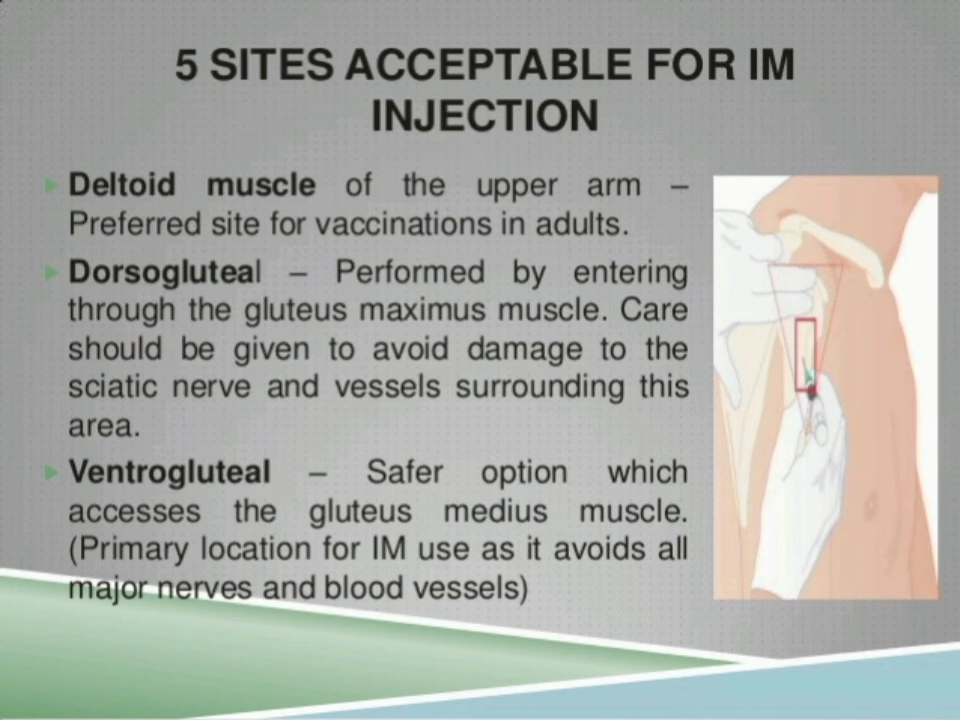 5 SITES ACCEPTABLE FOR IM
INJECTION
Deltoid muscle of the upper arm –
Preferred site for vaccinations in adults.
Dorsogluteal – Performed by entering
through the gluteus maximus muscle. Care
should be given to avoid damage to the
sciatic nerve and vessels surrounding this
area.
Ventrogluteal – Safer option which
accesses the gluteus medius muscle.
(Primary location for IM use as it avoids all
major nerves and blood vessels)